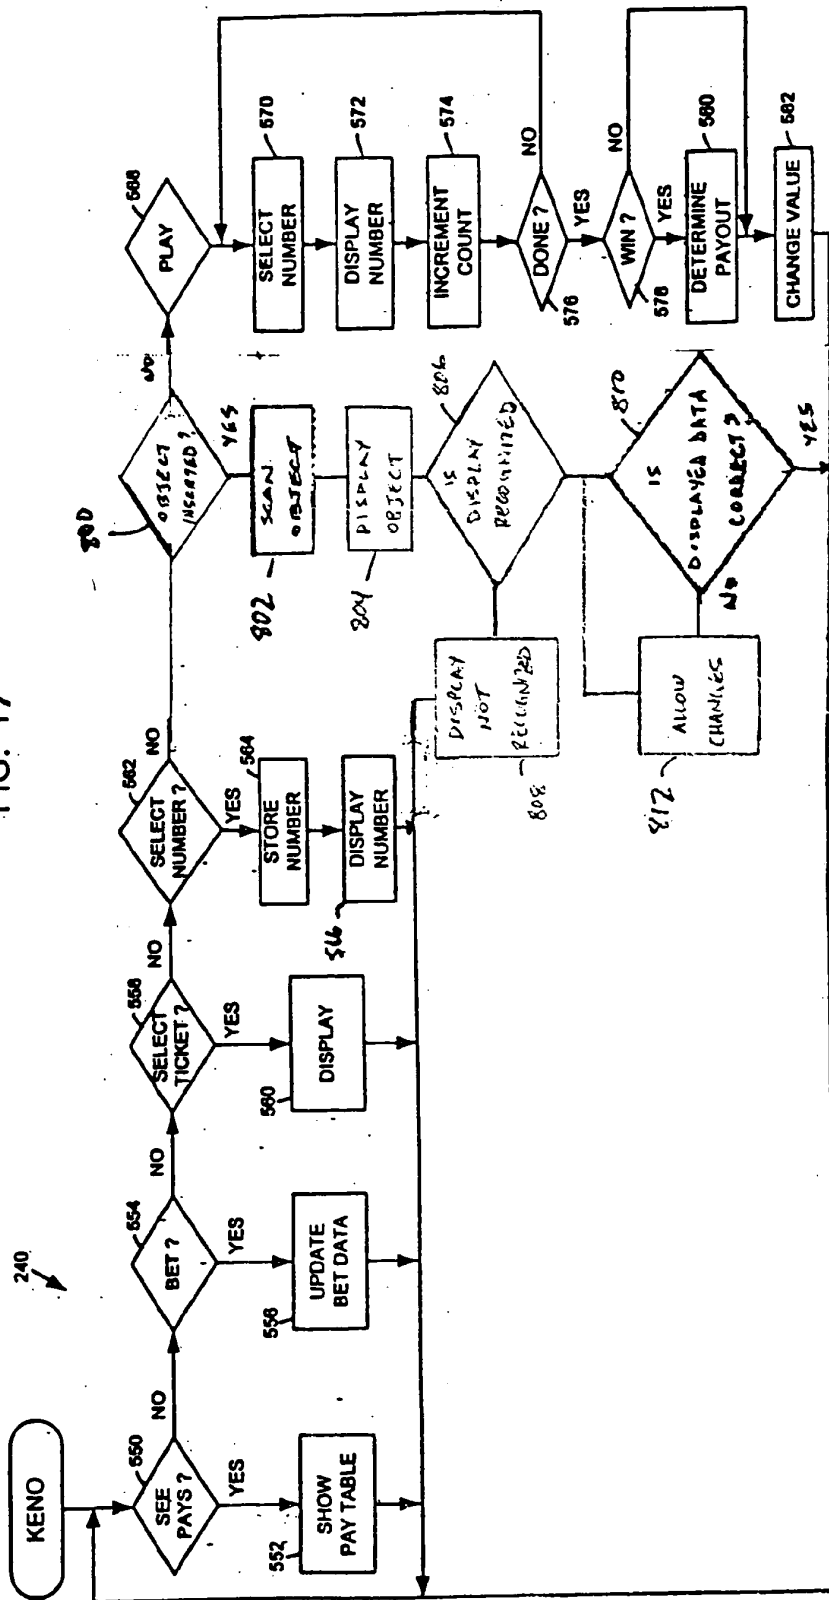 FIG. 17
240
KENO
550
SEE
PAYS ?
YES
NO
552
SHOW
PAY TABLE
554
BET ?
YES
NO
556
UPDATE
BET DATA
558
SELECT
TICKET ?
YES
NO
560
DISPLAY
562
SELECT
NUMBER ?
YES
NO
564
STORE
NUMBER
566
DISPLAY
NUMBER
800
OBJECT
INSERTED ?
NO
YES
802
SCAN
OBJECT
804
DISPLAY
OBJECT
806
IS
DISPLAY
RECOGNIZED
808
DISPLAY
NOT
RECOGNIZED
810
IS
DISPLAYED DATA
CORRECT ?
NO
YES
812
ALLOW
CHANGES
568
PLAY
570
SELECT
NUMBER
572
DISPLAY
NUMBER
574
INCREMENT
COUNT
576
DONE ?
NO
YES
578
WIN ?
NO
YES
580
DETERMINE
PAYOUT
582
CHANGE VALUE